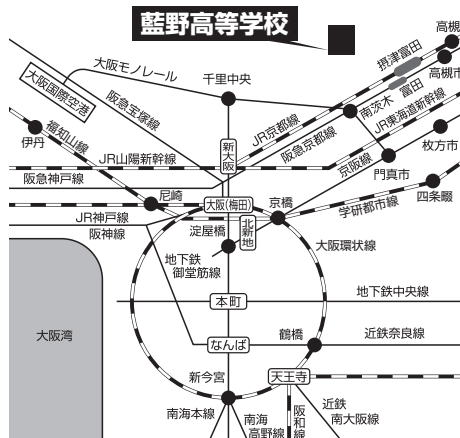 藍野高等学校
高槻
摂津富田
高槻市
大阪モノレール
大阪国際空港
千里中央
富田
南茨木
JR東海道新幹線
阪急宝塚線
JR京都線
福知山線
伊丹
新大阪
阪急京都線
枚方市
JR山陽新幹線
京阪線
門真市
阪急神戸線
尼崎
大阪(梅田)
京橋
学研都市線
四条畷
JR神戸線
阪神線
淀屋橋
北新地
大阪環状線
地下鉄
御堂筋線
本町
地下鉄中央線
大阪湾
鶴橋
近鉄奈良線
なんば
新今宮
天王寺
南海本線
南海
高野線
阪和線
近鉄
南大阪線